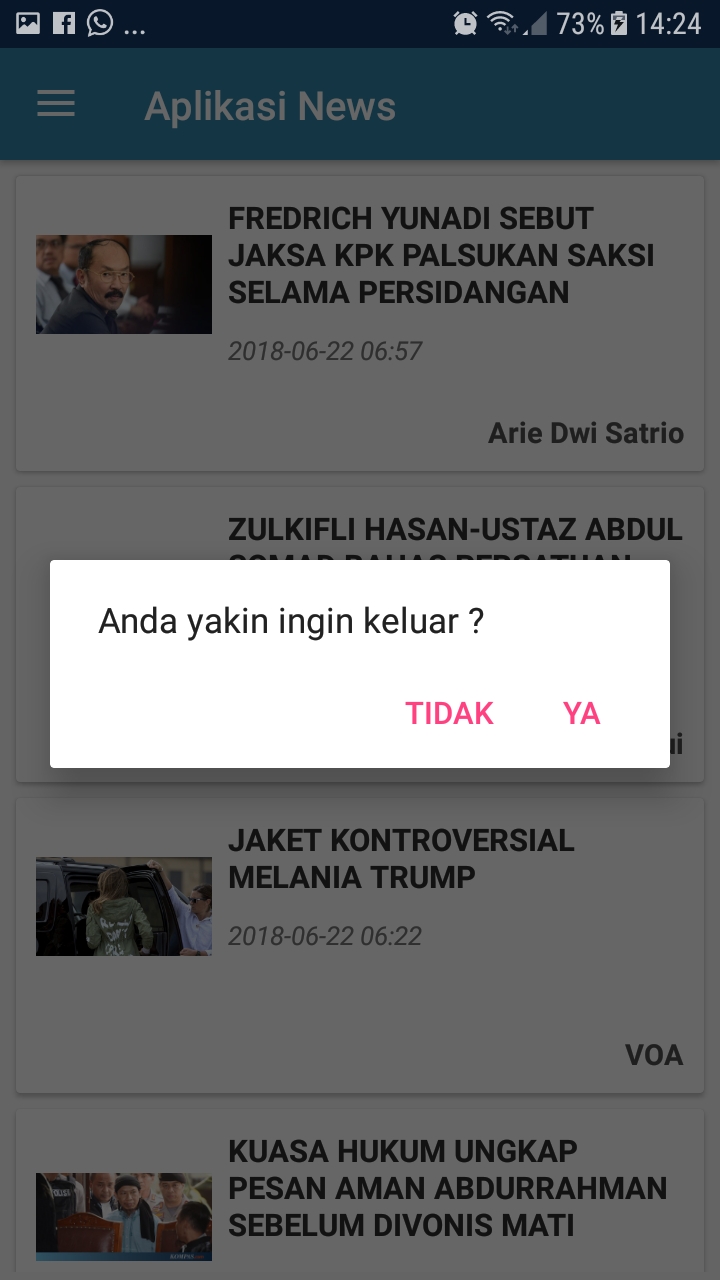 ... 73% 14:24
Aplikasi News
FREDRICH YUNADI SEBUT
JAKSA KPK PALSUKAN SAKSI
SELAMA PERSIDANGAN
2018-06-22 06:57
Arie Dwi Satrio
ZULKIFLI HASAN-USTAZ ABDUL
Anda yakin ingin keluar ?
TIDAK YA
JAKET KONTROVERSIAL
MELANIA TRUMP
2018-06-22 06:22
VOA
KUASA HUKUM UNGKAP
PESAN AMAN ABDURRAHMAN
SEBELUM DIVONIS MATI